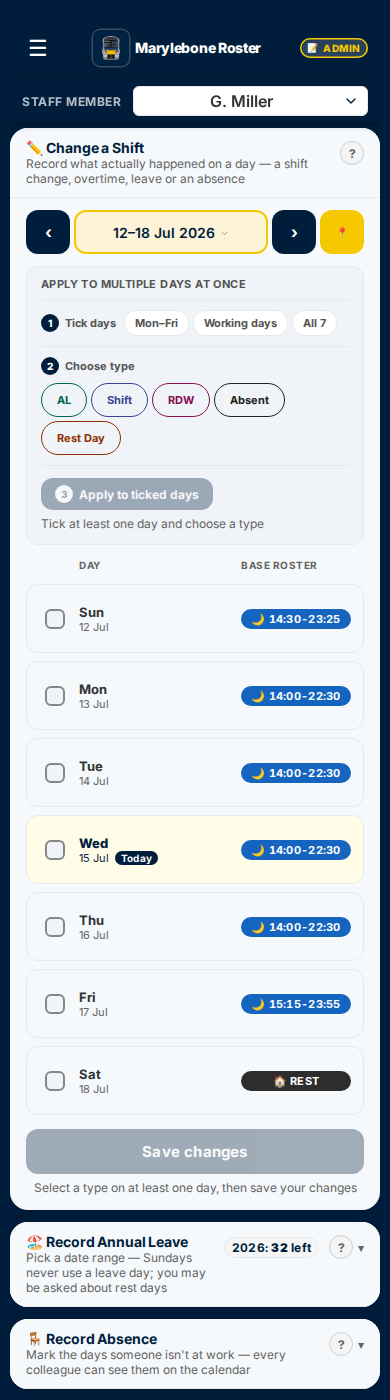 Marylebone Roster
ADMIN
STAFF MEMBER
G. Miller
Change a Shift
Record what actually happened on a day — a shift
change, overtime, leave or an absence
?
12–18 Jul 2026
APPLY TO MULTIPLE DAYS AT ONCE
1 Tick days Mon–Fri Working days All 7
2 Choose type
AL Shift RDW Absent
Rest Day
3 Apply to ticked days
Tick at least one day and choose a type
DAY BASE ROSTER
Sun
12 Jul
14:30-23:25
Mon
13 Jul
14:00-22:30
Tue
14 Jul
14:00-22:30
Wed
15 Jul Today
14:00-22:30
Thu
16 Jul
14:00-22:30
Fri
17 Jul
15:15-23:55
Sat
18 Jul
REST
Save changes
Select a type on at least one day, then save your changes
Record Annual Leave
Pick a date range — Sundays
never use a leave day; you may
be asked about rest days
2026: 32 left
?
Record Absence
Mark the days someone isn't at work — every
colleague can see them on the calendar
?